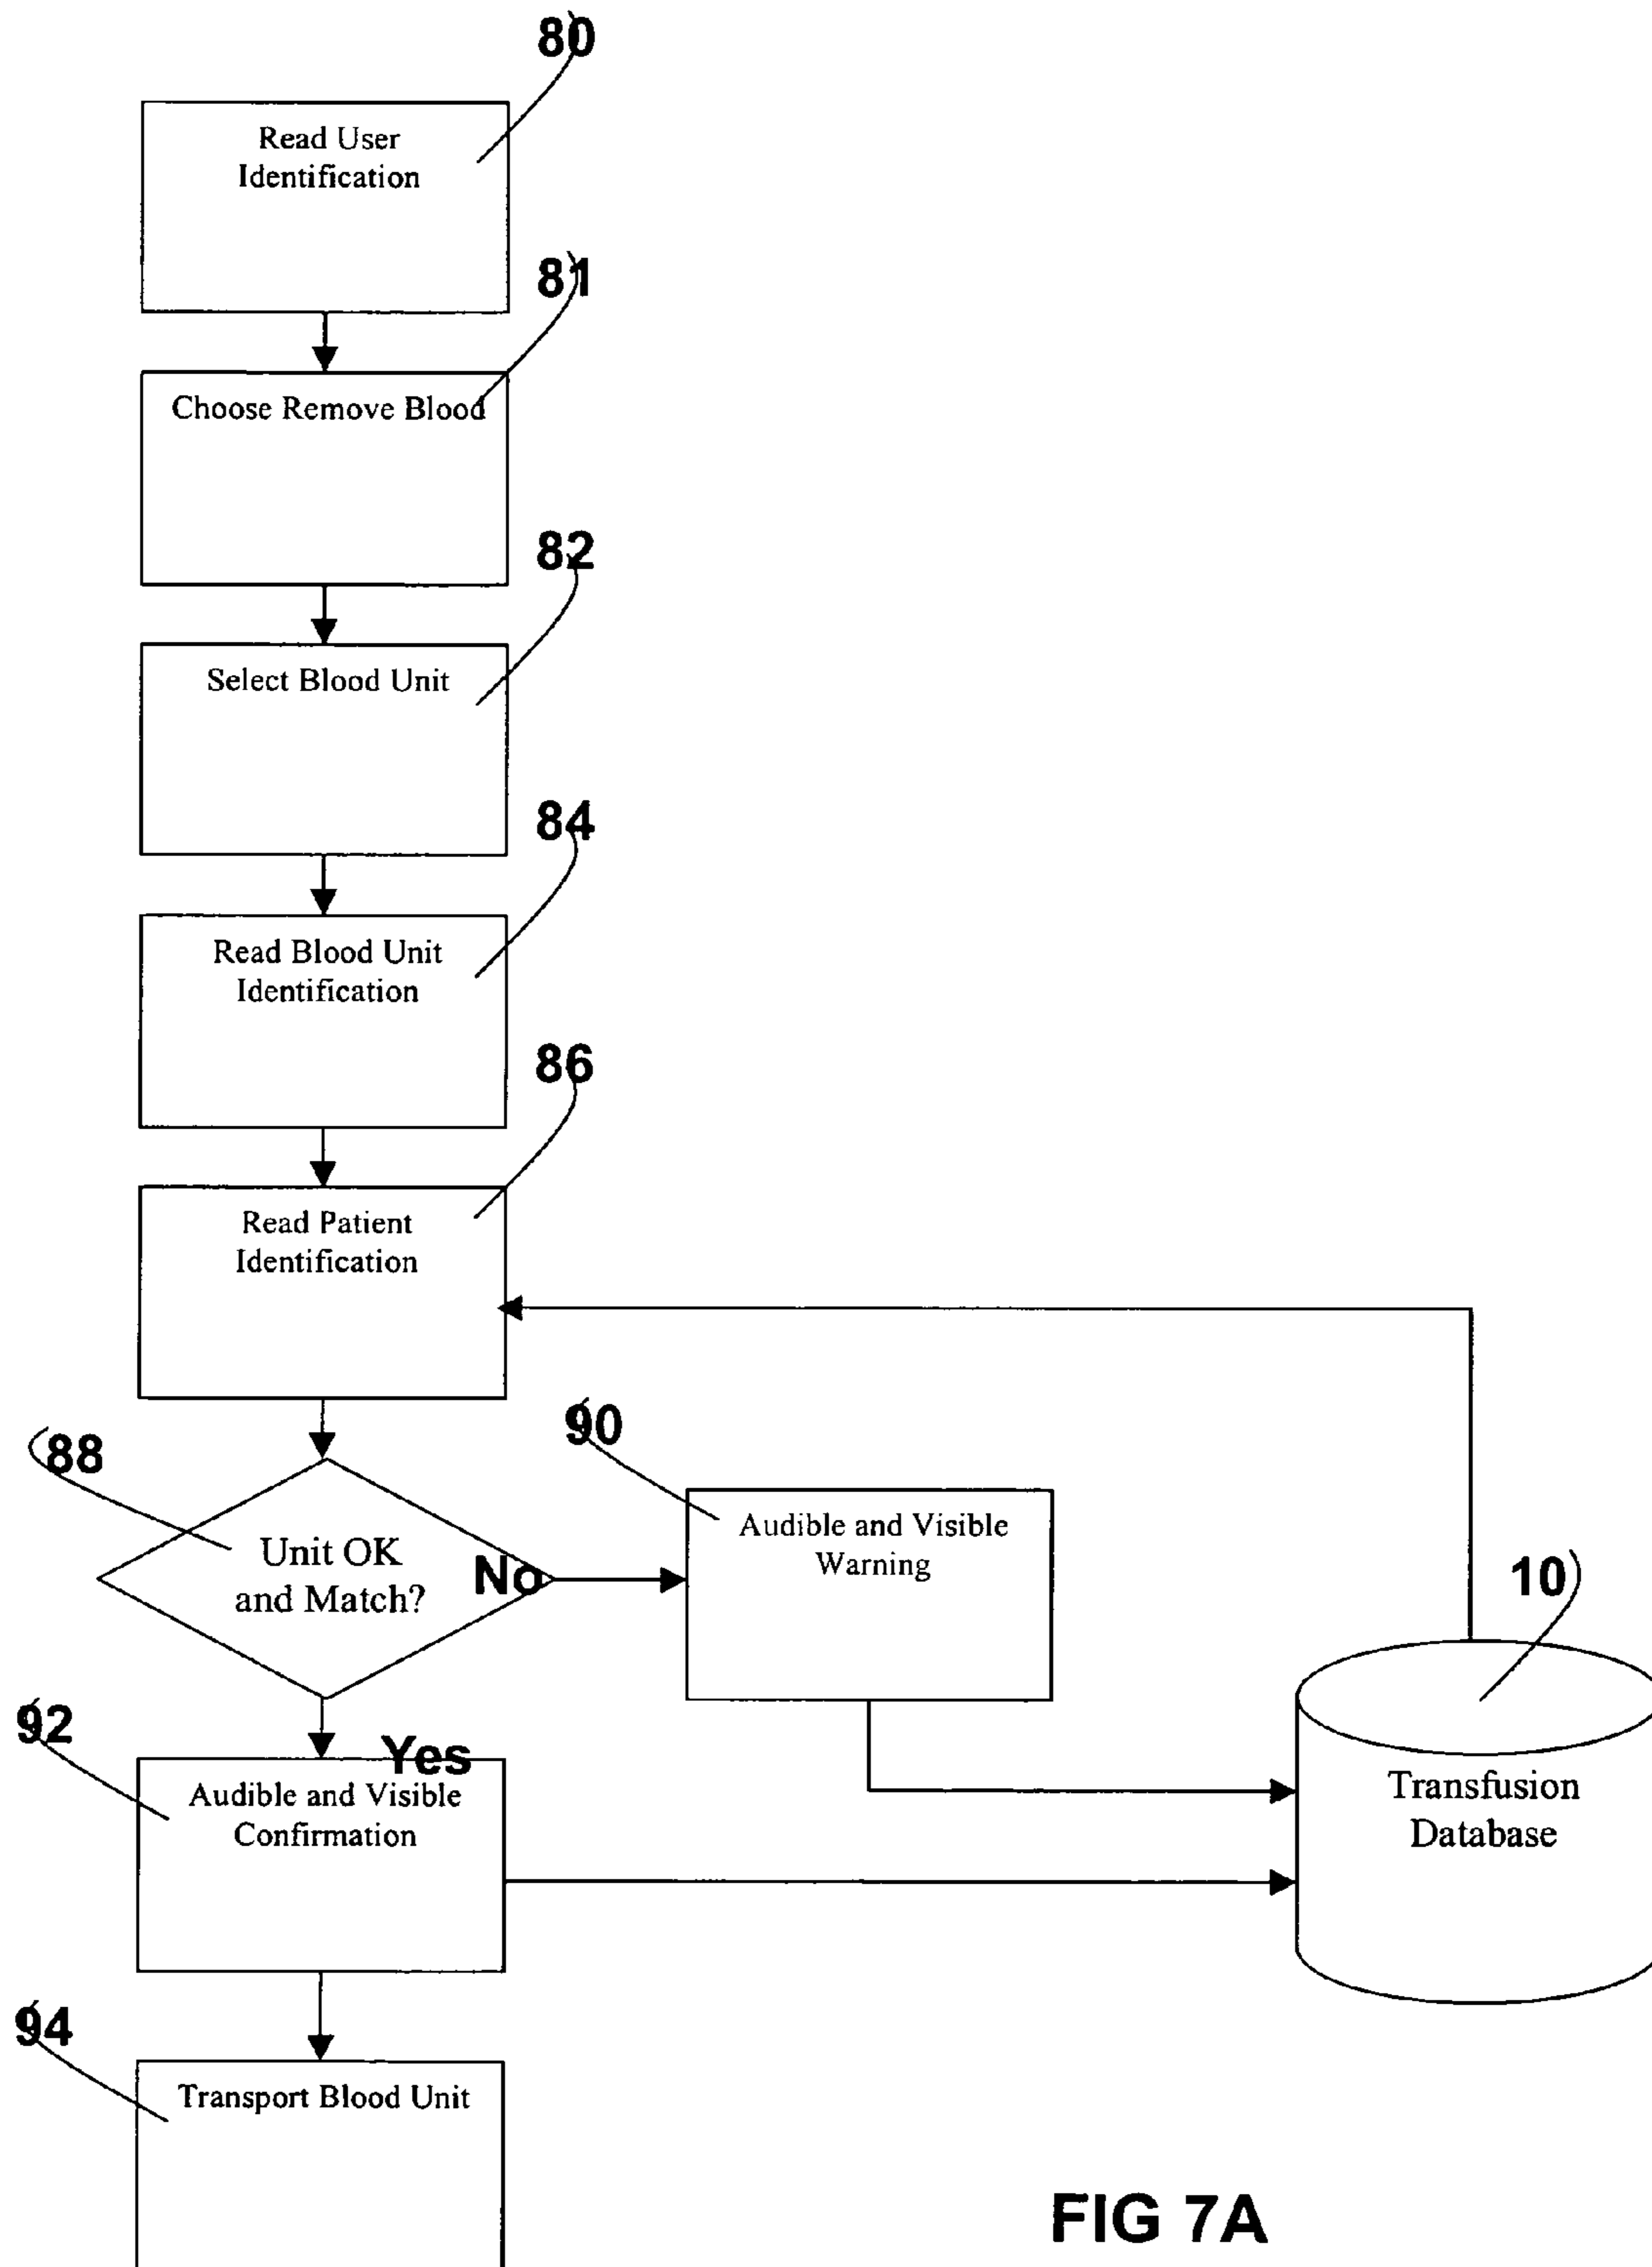 80
Read User
Identification
81
Choose Remove Blood
82
Select Blood Unit
84
Read Blood Unit
Identification
86
Read Patient
Identification
88
Unit OK
and Match?
No
90
Audible and Visible
Warning
10
Transfusion
Database
92
Yes
Audible and Visible
Confirmation
94
Transport Blood Unit
FIG 7A